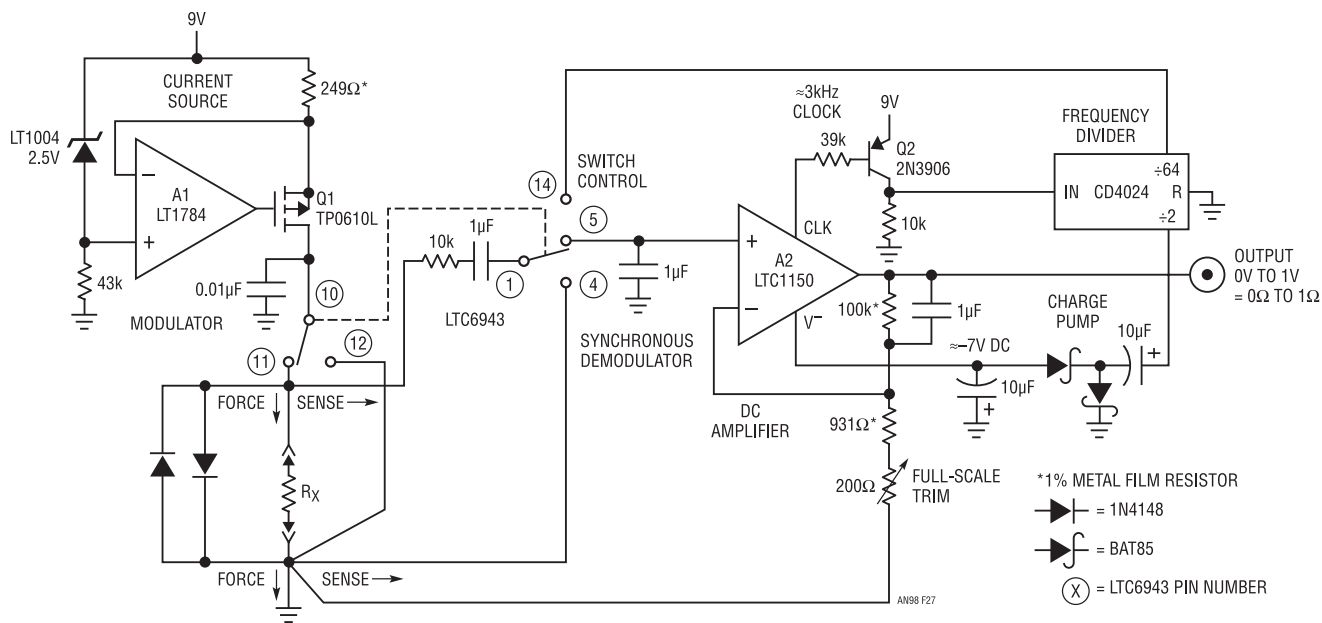 9V
CURRENT
SOURCE
249Ω*
LT1004
2.5V
−
A1
LT1784
+
Q1
TP0610L
43k
0.01µF
MODULATOR
10
11
12
10k
1µF
1
LTC6943
14
SWITCH
CONTROL
5
4
1µF
SYNCHRONOUS
DEMODULATOR
≈3kHz
CLOCK
9V
39k
Q2
2N3906
10k
FREQUENCY
DIVIDER
÷64
IN CD4024 R
÷2
+
CLK
A2
LTC1150
−
V−
DC
AMPLIFIER
100k*
1µF
OUTPUT
0V TO 1V
= 0Ω TO 1Ω
CHARGE
PUMP
≈–7V DC
10µF
+
10µF
+
931Ω*
200Ω
FULL-SCALE
TRIM
FORCE
SENSE
RX
FORCE
SENSE
*1% METAL FILM RESISTOR
= 1N4148
= BAT85
X = LTC6943 PIN NUMBER
AN98 F27